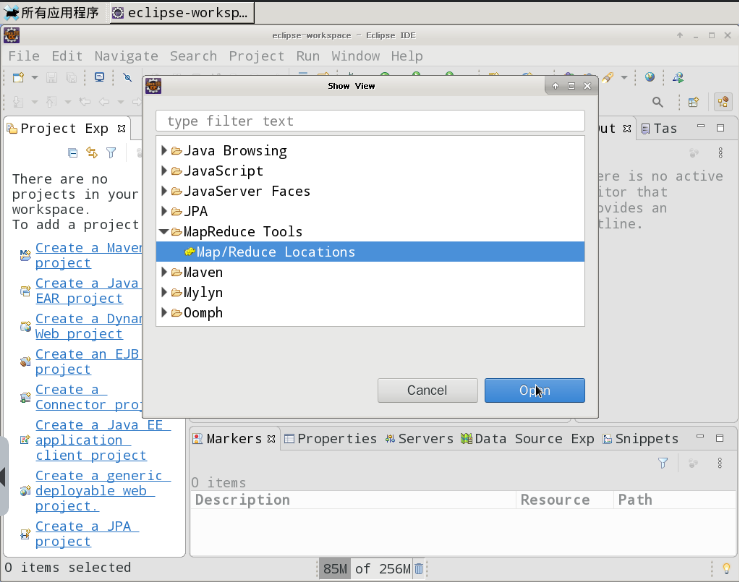 所有应用程序
eclipse-worksp...
eclipse-workspace - Eclipse IDE
File Edit Navigate Search Project Run Window Help
Project Exp
There are no
projects in your
workspace.
To add a project
Create a Maven
project
Create a Java
EAR project
Create a Dynam
Web project
Create an EJB
project
Create a
Connector pro
Create a Java EE
application
client project
Create a generic
deployable web
project.
Create a JPA
project
Show View
type filter text
Java Browsing
JavaScript
JavaServer Faces
JPA
MapReduce Tools
Map/Reduce Locations
Maven
Mylyn
Oomph
Cancel
Open
Out
Tas
ere is no active
itor that
ovides an
tline.
Markers
Properties
Servers
Data Source Exp
Snippets
0 items
Description Resource Path
0 items selected
85M of 256M